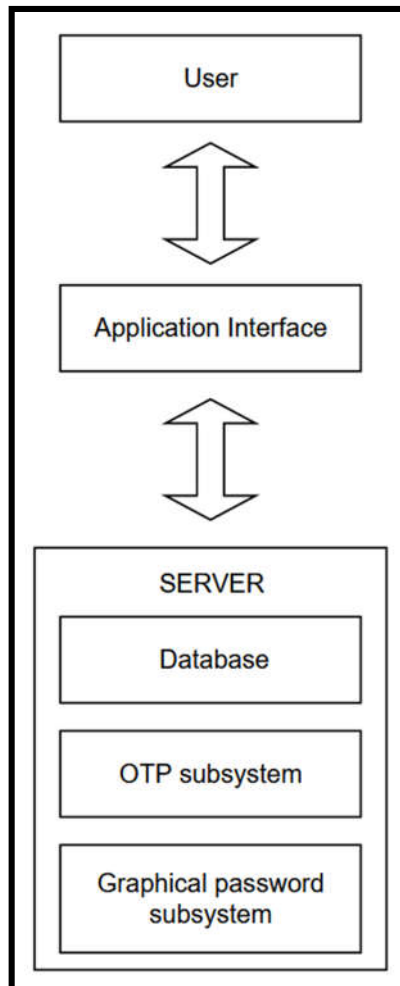 User
Application Interface
SERVER
Database
OTP subsystem
Graphical password
subsystem